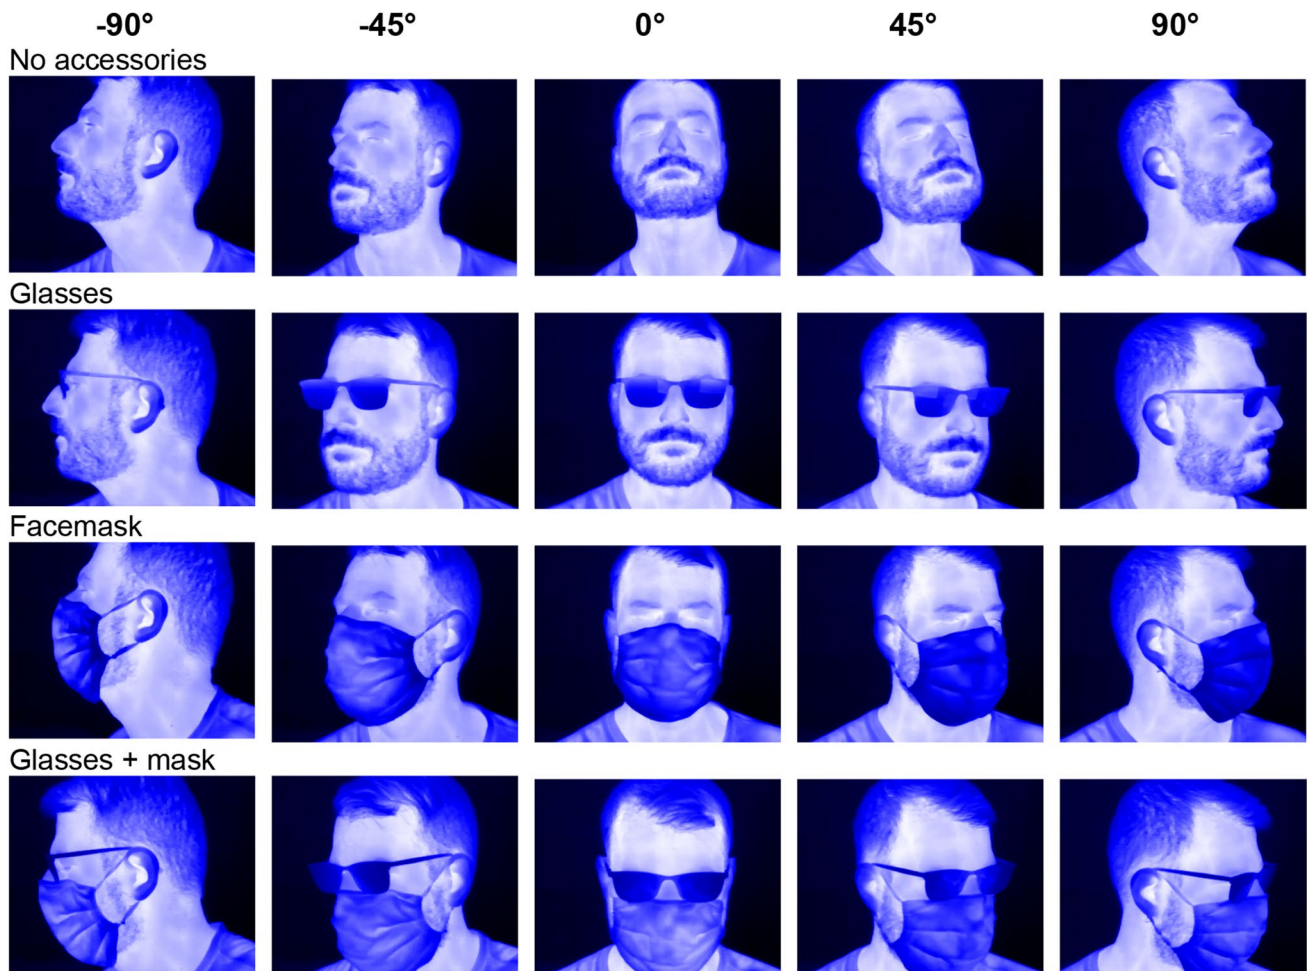 -90° -45° 0° 45° 90°
No accessories
Glasses
Facemask
Glasses + mask